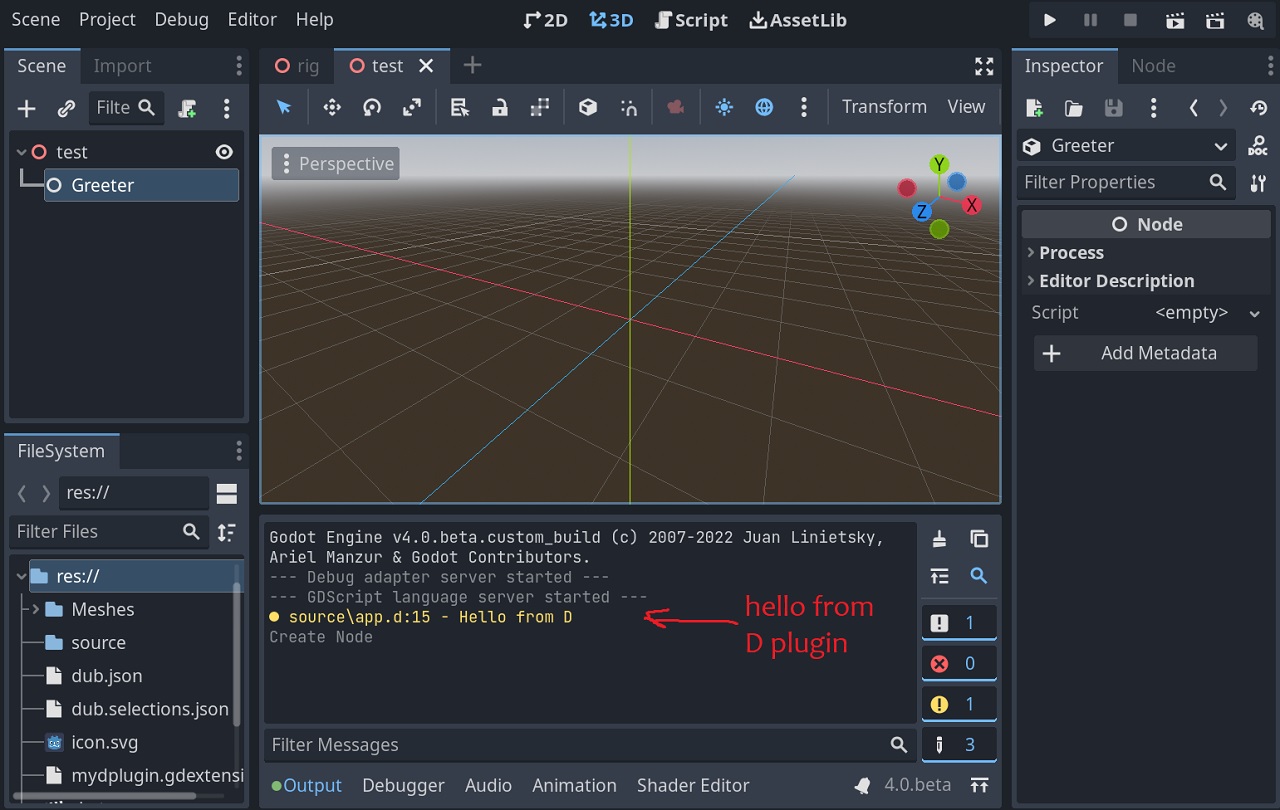 Scene Project Debug Editor Help 2D 3D Script AssetLib
Scene Import
Filte
test
Greeter
FileSystem
res://
Filter Files
res://
Meshes
source
dub.json
dub.selections.json
icon.svg
mydplugin.gdextensi
rig test
Transform View
Perspective
Y
X
Z
Godot Engine v4.0.beta.custom_build (c) 2007-2022 Juan Linietsky,
Ariel Manzur & Godot Contributors.
--- Debug adapter server started ---
--- GDScript language server started ---
source\app.d:15 - Hello from D
Create Node
hello from
D plugin
1
0
1
3
Filter Messages
Output Debugger Audio Animation Shader Editor 4.0.beta
Inspector Node
Greeter
DOC
Filter Properties
Node
Process
Editor Description
Script <empty>
Add Metadata